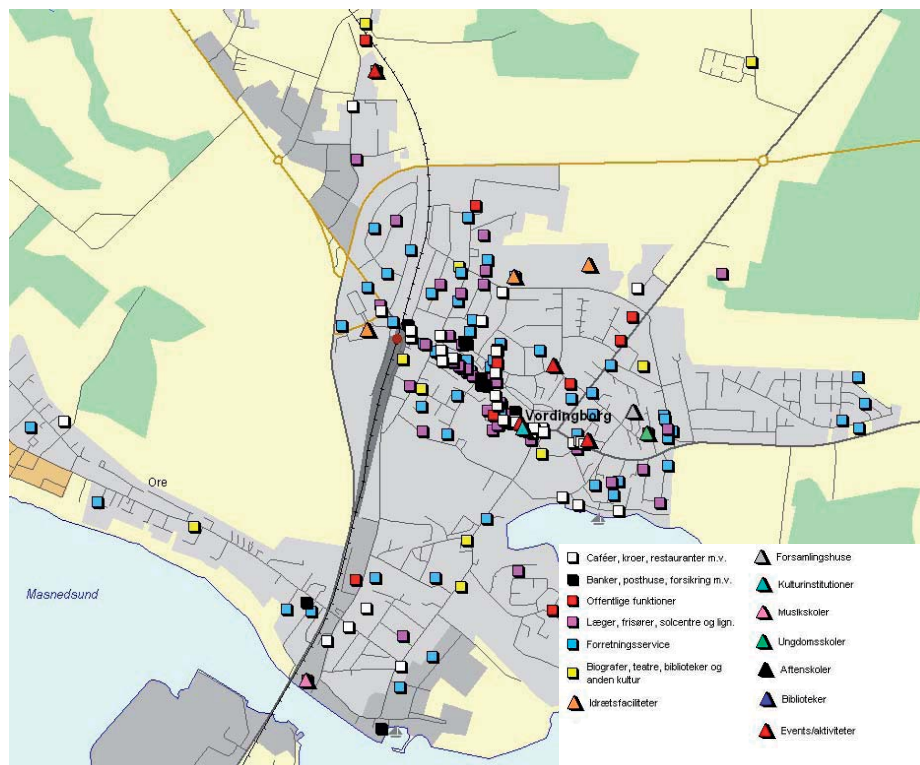 Vordingborg
Ore
Masnedsund
Caféer, kroer, restauranter m.v.
Banker, posthuse, forsikring m.v.
Offentlige funktioner
Læger, frisører, solcentre og lign.
Forretningsservice
Biografer, teatre, biblioteker og
anden kultur
Idrætsfaciliteter
Forsamlingshuse
Kulturinstitutioner
Musikskoler
Ungdomsskoler
Aftenskoler
Biblioteker
Events/aktiviteter